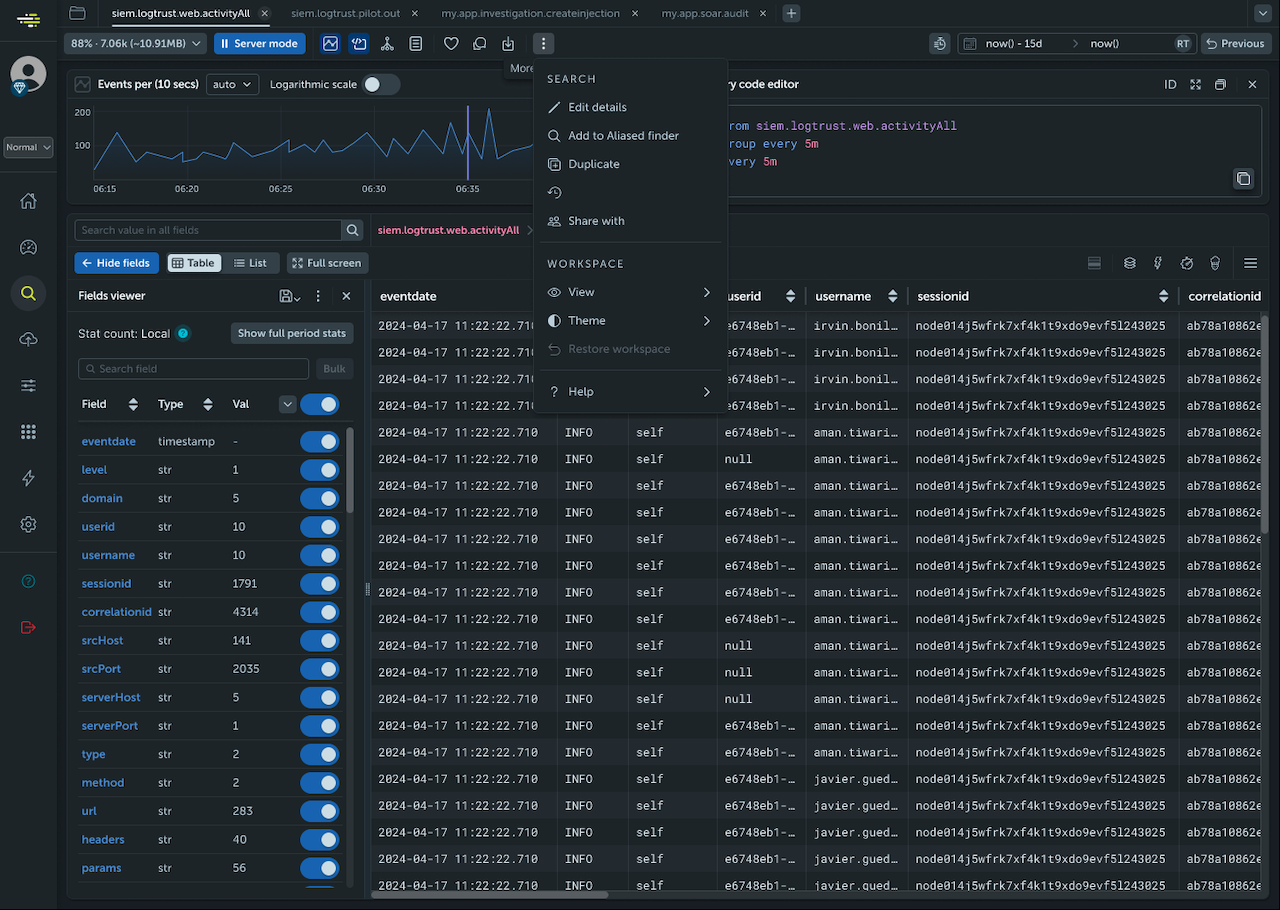 siem.logtrust.web.activityAll
siem.logtrust.pilot.out
my.app.investigation.createinjection
my.app.soar.audit
88% · 7.06k (~10.91MB)
Server mode
now() - 15d
now()
RT
Previous
More
Normal
Events per (10 secs)
auto
Logarithmic scale
200
100
06:15
06:20
06:25
06:30
06:35
SEARCH
Edit details
Add to Aliased finder
Duplicate
Share with
WORKSPACE
View
Theme
Restore workspace
? Help
ry code editor
ID
rom siem.logtrust.web.activityAll
roup every 5m
very 5m
Search value in all fields
siem.logtrust.web.activityAll
Hide fields
Table
List
Full screen
Fields viewer
Stat count: Local ?
Show full period stats
Search field
Bulk
Field Type Val
eventdate timestamp -
level str 1
domain str 5
userid str 10
username str 10
sessionid str 1791
correlationid str 4314
srcHost str 141
srcPort str 2035
serverHost str 5
serverPort str 1
type str 2
method str 2
url str 283
headers str 40
params str 56
eventdate userid username sessionid correlationid
2024-04-17 11:22:22.710 e6748eb1-… irvin.bonil… node014j5wfrk7xf4k1t9xdo9evf5l243025 ab78a10862e
2024-04-17 11:22:22.710 e6748eb1-… irvin.bonil… node014j5wfrk7xf4k1t9xdo9evf5l243025 ab78a10862e
2024-04-17 11:22:22.710 e6748eb1-… irvin.bonil… node014j5wfrk7xf4k1t9xdo9evf5l243025 ab78a10862e
2024-04-17 11:22:22.710 e6748eb1-… irvin.bonil… node014j5wfrk7xf4k1t9xdo9evf5l243025 ab78a10862e
2024-04-17 11:22:22.710 INFO self e6748eb1-… aman.tiwari… node014j5wfrk7xf4k1t9xdo9evf5l243025 ab78a10862e
2024-04-17 11:22:22.710 INFO self null aman.tiwari… node014j5wfrk7xf4k1t9xdo9evf5l243025 ab78a10862e
2024-04-17 11:22:22.710 INFO self e6748eb1-… aman.tiwari… node014j5wfrk7xf4k1t9xdo9evf5l243025 ab78a10862e
2024-04-17 11:22:22.710 INFO self e6748eb1-… aman.tiwari… node014j5wfrk7xf4k1t9xdo9evf5l243025 ab78a10862e
2024-04-17 11:22:22.710 INFO self e6748eb1-… aman.tiwari… node014j5wfrk7xf4k1t9xdo9evf5l243025 ab78a10862e
2024-04-17 11:22:22.710 INFO self e6748eb1-… aman.tiwari… node014j5wfrk7xf4k1t9xdo9evf5l243025 ab78a10862e
2024-04-17 11:22:22.710 INFO self e6748eb1-… aman.tiwari… node014j5wfrk7xf4k1t9xdo9evf5l243025 ab78a10862e
2024-04-17 11:22:22.710 INFO self e6748eb1-… aman.tiwari… node014j5wfrk7xf4k1t9xdo9evf5l243025 ab78a10862e
2024-04-17 11:22:22.710 INFO self null aman.tiwari… node014j5wfrk7xf4k1t9xdo9evf5l243025 ab78a10862e
2024-04-17 11:22:22.710 INFO self null aman.tiwari… node014j5wfrk7xf4k1t9xdo9evf5l243025 ab78a10862e
2024-04-17 11:22:22.710 INFO self null aman.tiwari… node014j5wfrk7xf4k1t9xdo9evf5l243025 ab78a10862e
2024-04-17 11:22:22.710 INFO self e6748eb1-… aman.tiwari… node014j5wfrk7xf4k1t9xdo9evf5l243025 ab78a10862e
2024-04-17 11:22:22.710 INFO self e6748eb1-… aman.tiwari… node014j5wfrk7xf4k1t9xdo9evf5l243025 ab78a10862e
2024-04-17 11:22:22.710 INFO self e6748eb1-… javier.gued… node014j5wfrk7xf4k1t9xdo9evf5l243025 ab78a10862e
2024-04-17 11:22:22.710 INFO self e6748eb1-… javier.gued… node014j5wfrk7xf4k1t9xdo9evf5l243025 ab78a10862e
2024-04-17 11:22:22.710 INFO self e6748eb1-… javier.gued… node014j5wfrk7xf4k1t9xdo9evf5l243025 ab78a10862e
2024-04-17 11:22:22.710 INFO self e6748eb1-… javier.gued… node014j5wfrk7xf4k1t9xdo9evf5l243025 ab78a10862e
2024-04-17 11:22:22.710 INFO self e6748eb1-… javier.gued… node014j5wfrk7xf4k1t9xdo9evf5l243025 ab78a10862e